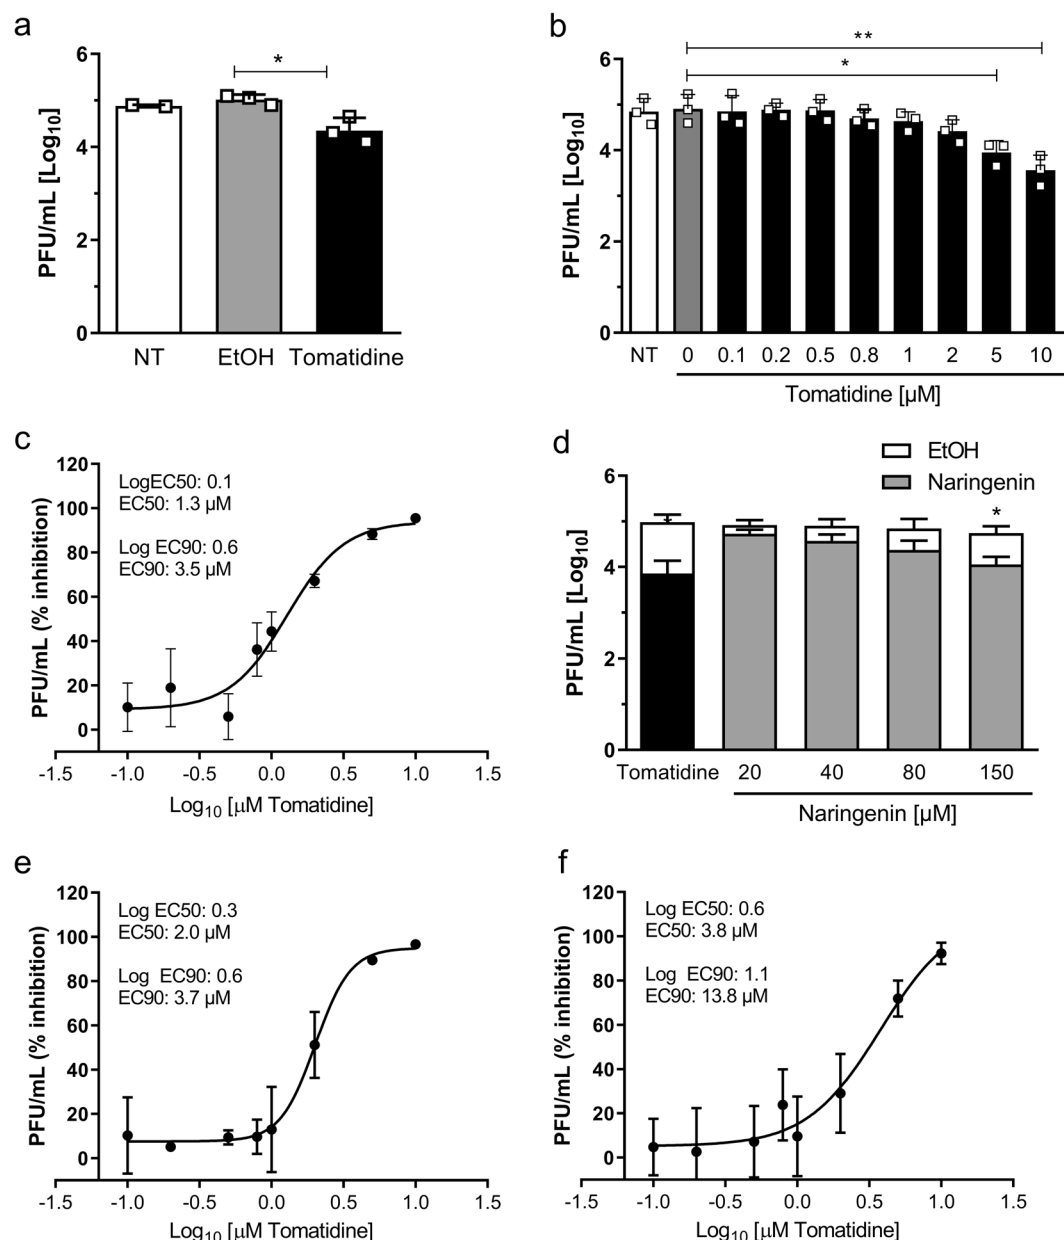 a
*
6
4
2
0
PFU/mL [Log10]
NT EtOH Tomatidine
b
**
*
6
4
2
0
PFU/mL [Log10]
NT 0 0.1 0.2 0.5 0.8 1 2 5 10
Tomatidine [µM]
c
120
100
80
60
40
20
0
PFU/mL (% inhibition)
LogEC50: 0.1
EC50: 1.3 µM
Log EC90: 0.6
EC90: 3.5 µM
-1.5 -1.0 -0.5 0.0 0.5 1.0 1.5
Log10 [µM Tomatidine]
d
EtOH
Naringenin
*
*
6
4
2
0
PFU/mL [Log10]
Tomatidine 20 40 80 150
Naringenin [µM]
e
120
100
80
60
40
20
0
PFU/mL (% inhibition)
Log EC50: 0.3
EC50: 2.0 µM
Log EC90: 0.6
EC90: 3.7 µM
-1.5 -1.0 -0.5 0.0 0.5 1.0 1.5
Log10 [µM Tomatidine]
f
120
100
80
60
40
20
0
PFU/mL (% inhibition)
Log EC50: 0.6
EC50: 3.8 µM
Log EC90: 1.1
EC90: 13.8 µM
-1.5 -1.0 -0.5 0.0 0.5 1.0 1.5
Log10 [µM Tomatidine]